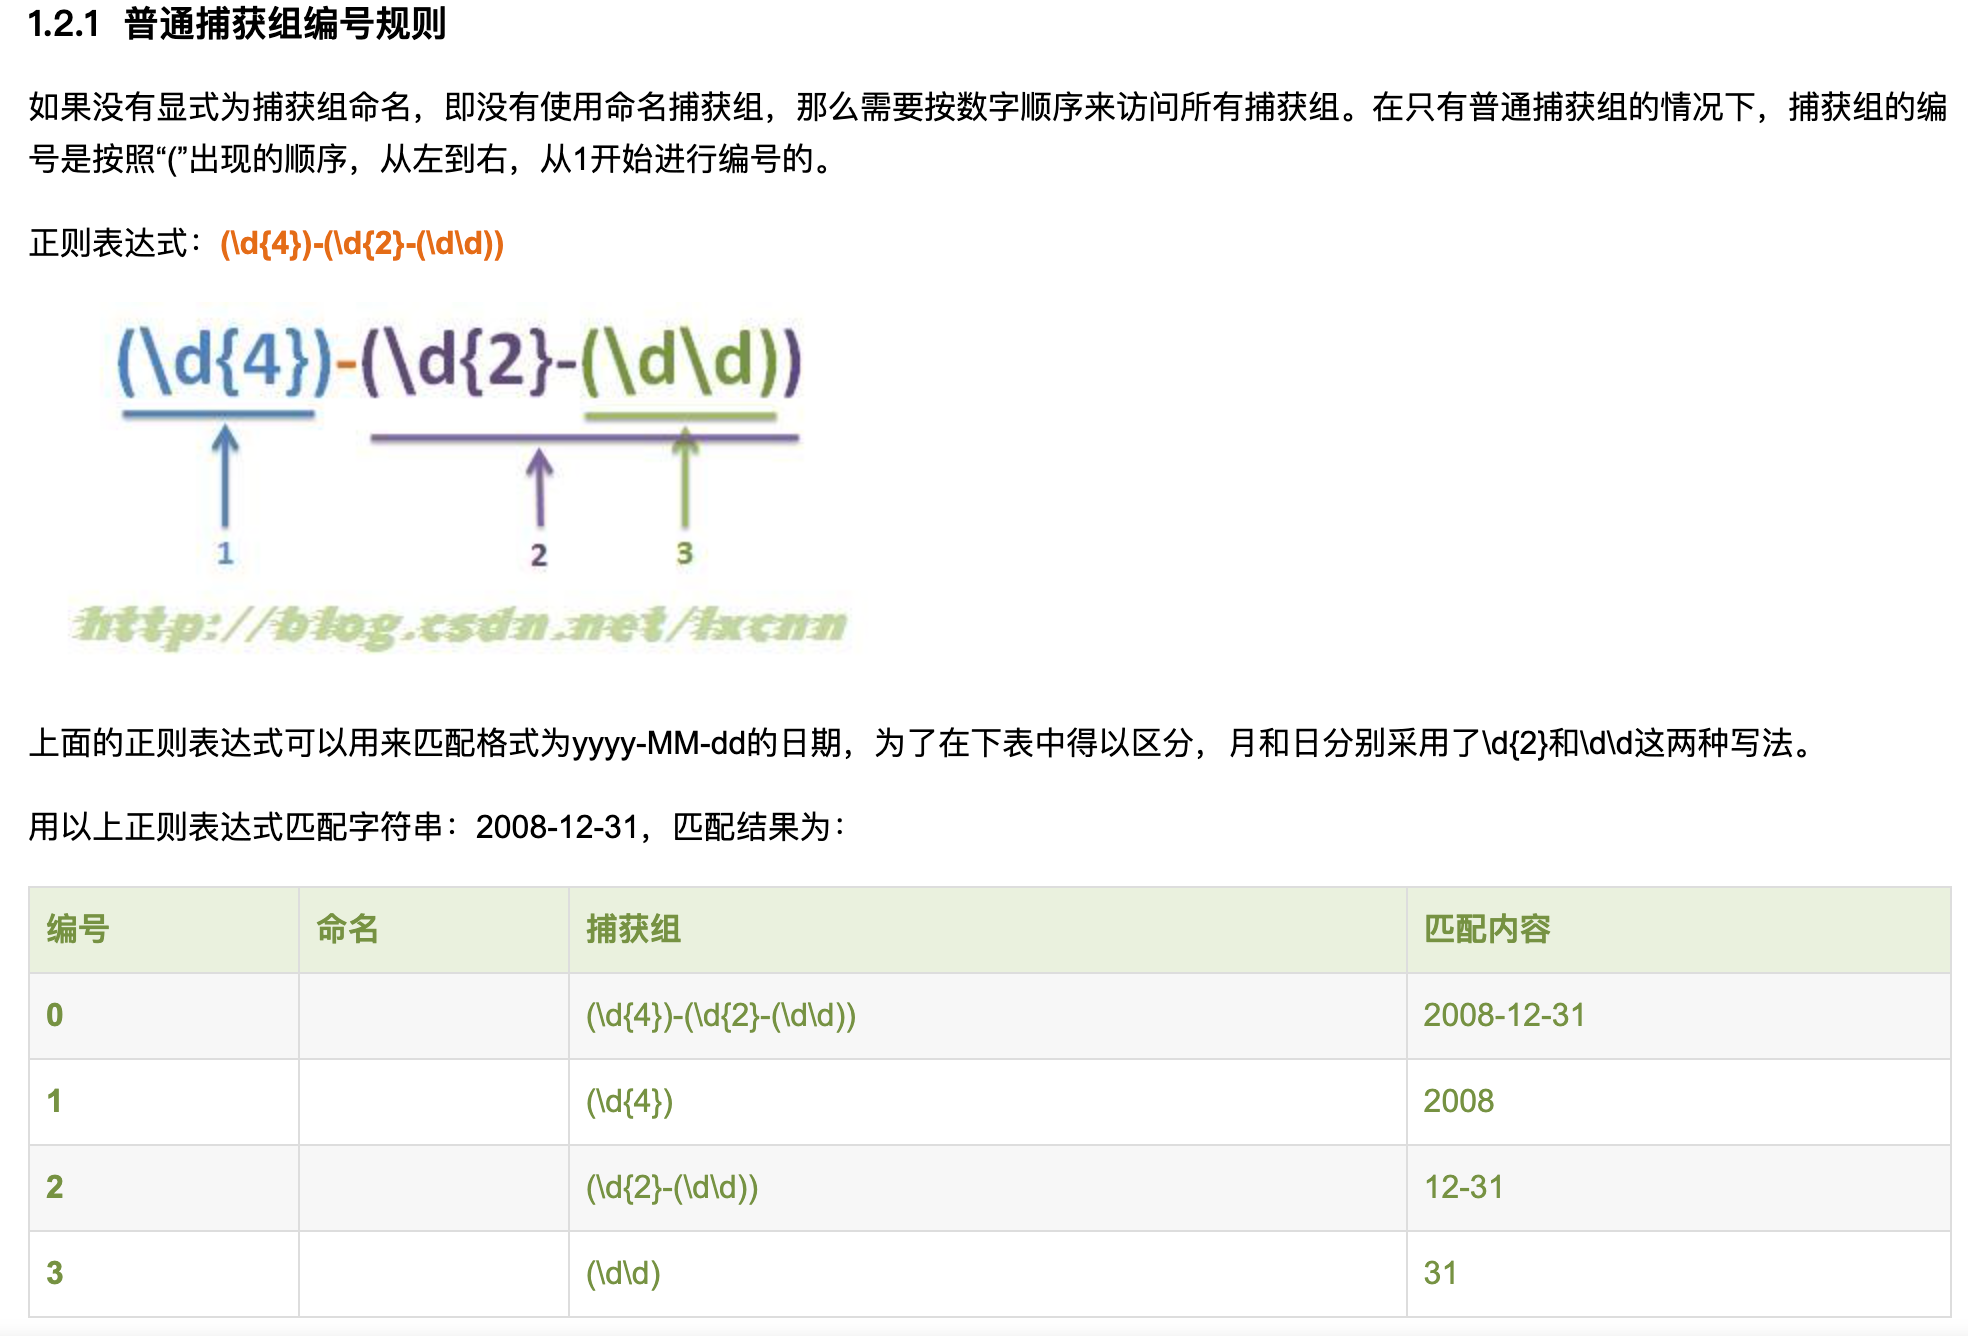 1.2.1 普通捕获组编号规则
如果没有显式为捕获组命名，即没有使用命名捕获组，那么需要按数字顺序来访问所有捕获组。在只有普通捕获组的情况下，捕获组的编
号是按照“(”出现的顺序，从左到右，从1开始进行编号的。
正则表达式：(\d{4})-(\d{2}-(\d\d))
(\d{4})-(\d{2}-(\d\d))
1 2 3
http://blog.csdn.net/lxcnn
上面的正则表达式可以用来匹配格式为yyyy-MM-dd的日期，为了在下表中得以区分，月和日分别采用了\d{2}和\d\d这两种写法。
用以上正则表达式匹配字符串：2008-12-31，匹配结果为：
编号 命名 捕获组 匹配内容
0 (\d{4})-(\d{2}-(\d\d)) 2008-12-31
1 (\d{4}) 2008
2 (\d{2}-(\d\d)) 12-31
3 (\d\d) 31